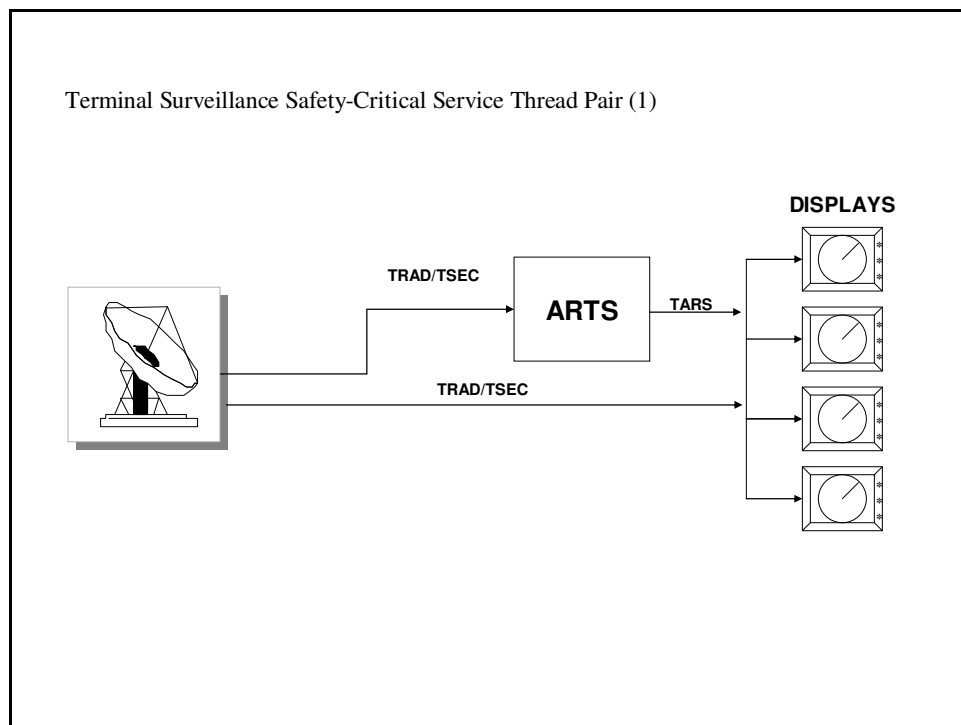 Terminal Surveillance Safety-Critical Service Thread Pair (1)
DISPLAYS
TRAD/TSEC
ARTS
TARS
TRAD/TSEC